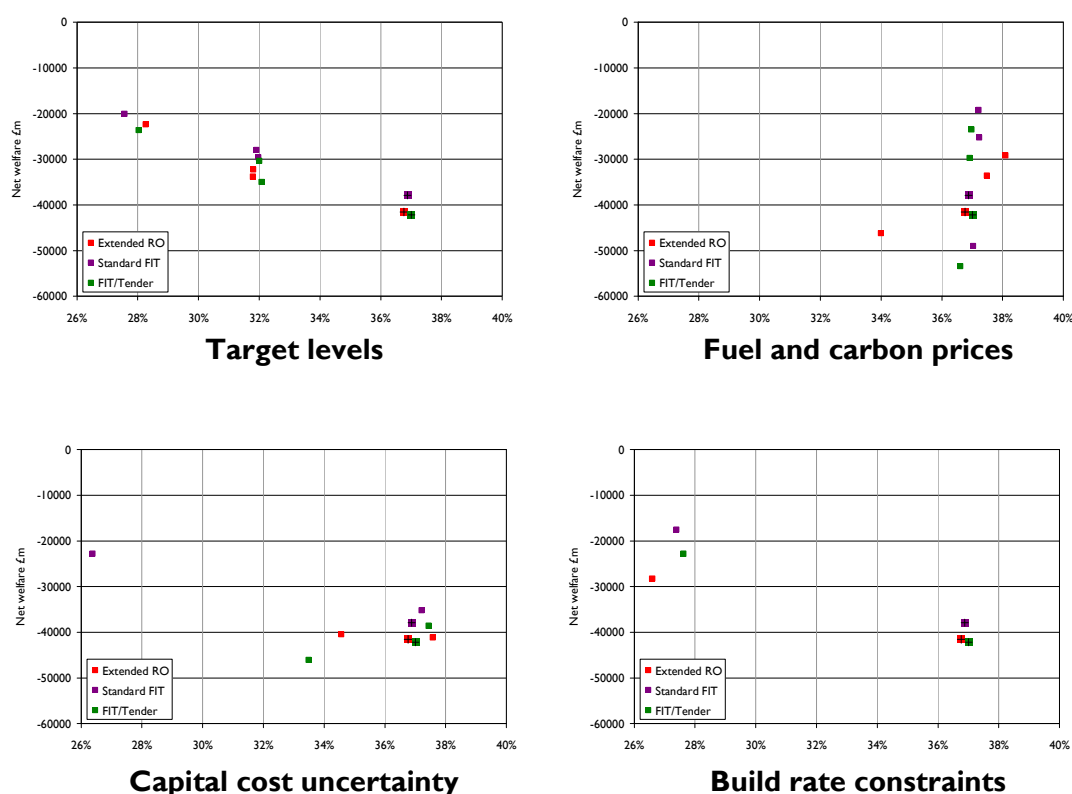 0
-10000
-20000
-30000
-40000
-50000
-60000
Net welfare £m
Extended RO
Standard FIT
FIT/Tender
26% 28% 30% 32% 34% 36% 38% 40%
Target levels
0
-10000
-20000
-30000
-40000
-50000
-60000
Net welfare £m
Extended RO
Standard FIT
FIT/Tender
26% 28% 30% 32% 34% 36% 38% 40%
Fuel and carbon prices
0
-10000
-20000
-30000
-40000
-50000
-60000
Net welfare £m
Extended RO
Standard FIT
FIT/Tender
26% 28% 30% 32% 34% 36% 38% 40%
Capital cost uncertainty
0
-10000
-20000
-30000
-40000
-50000
-60000
Net welfare £m
Extended RO
Standard FIT
FIT/Tender
26% 28% 30% 32% 34% 36% 38% 40%
Build rate constraints